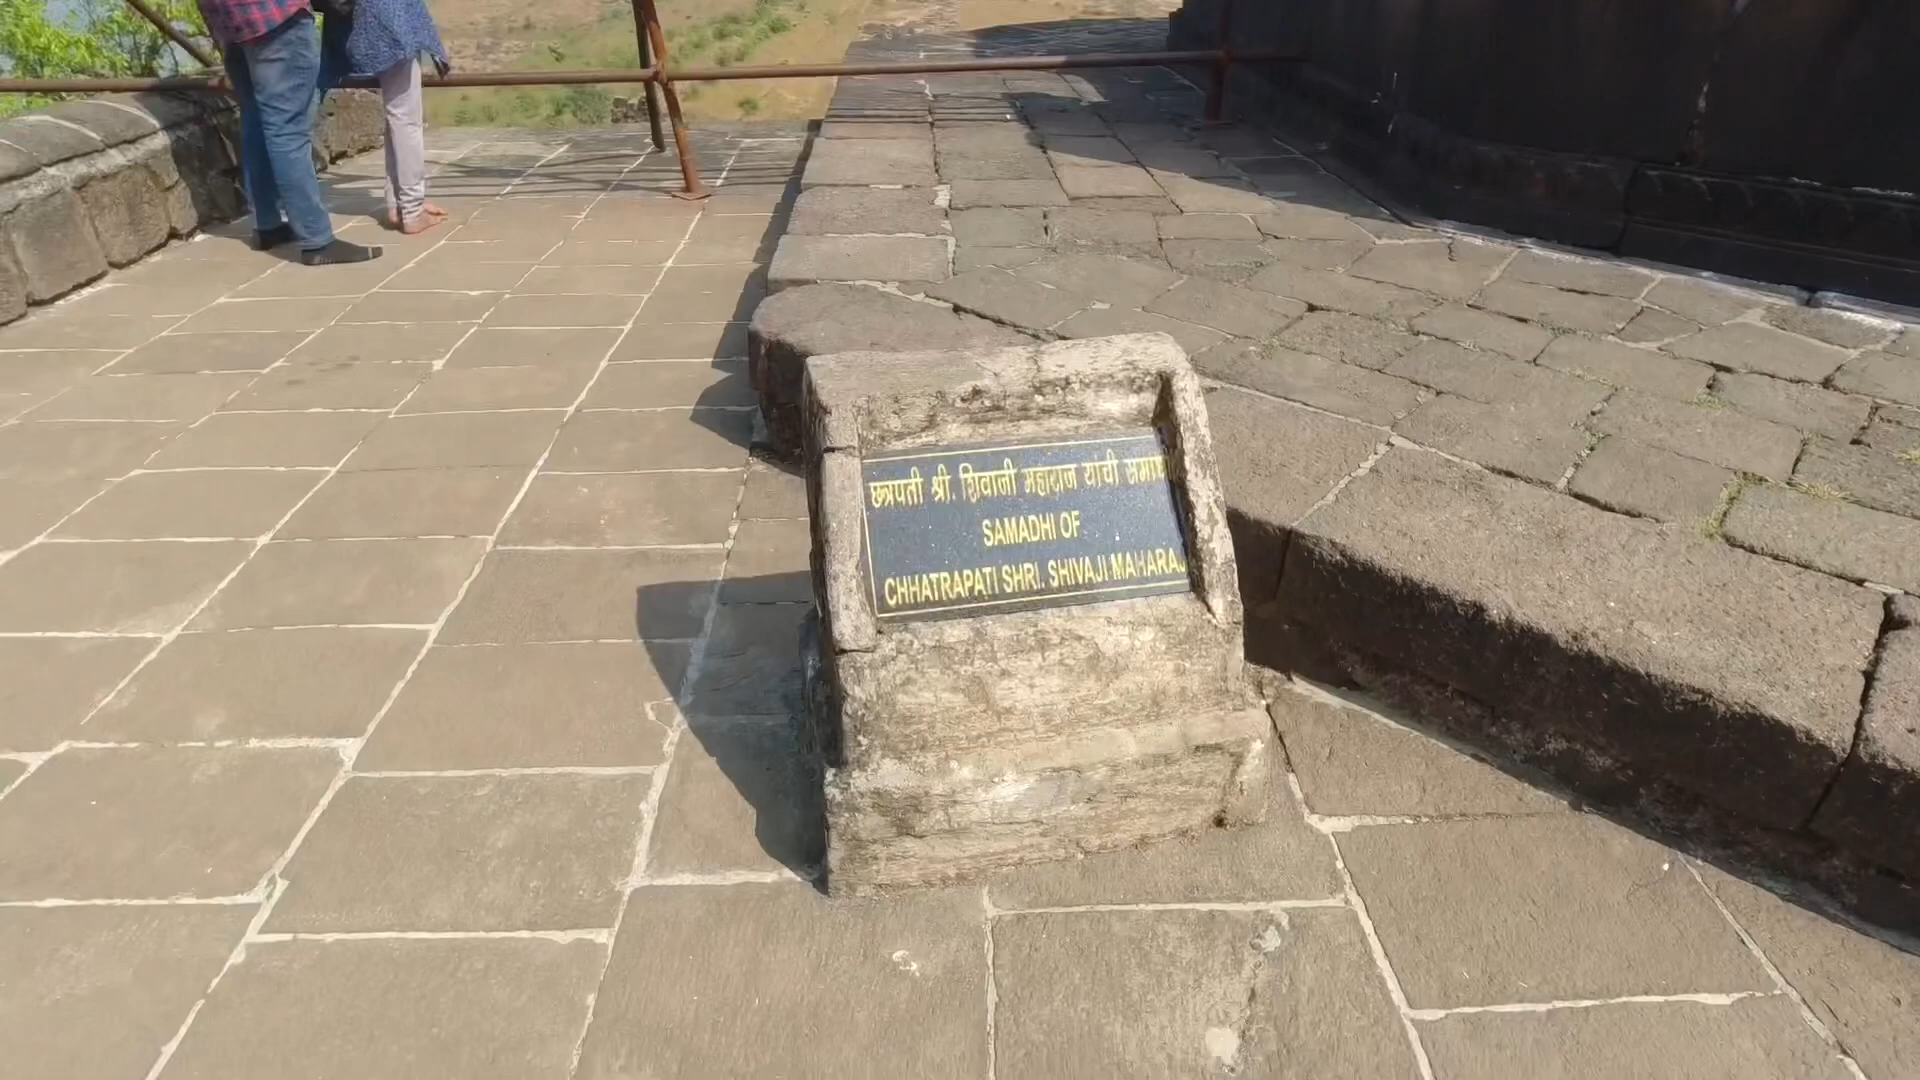 छत्रपती श्री. शिवाजी महाराज यांची समाधी
SAMADHI OF
CHHATRAPATI SHRI. SHIVAJI MAHARAJ